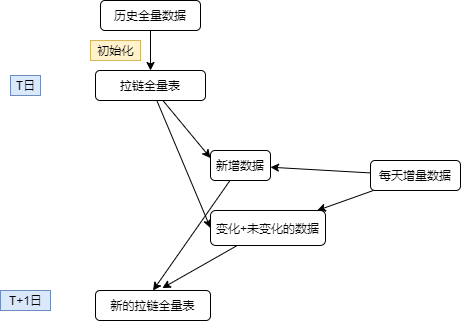 历史全量数据
初始化
T日
拉链全量表
新增数据
每天增量数据
变化+未变化的数据
T+1日
新的拉链全量表